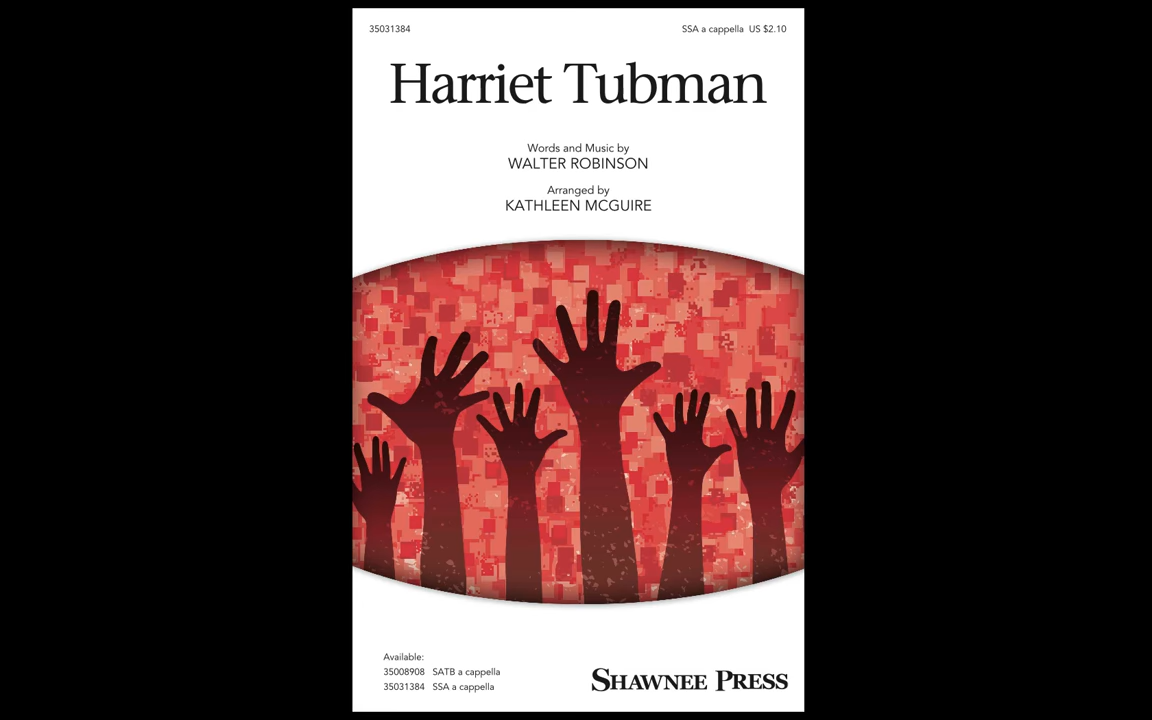 35031384 SSA a cappella US $2.10
Harriet Tubman
Words and Music by
WALTER ROBINSON
Arranged by
KATHLEEN MCGUIRE
Available:
35008908 SATB a cappella
35031384 SSA a cappella
SHAWNEE PRESS